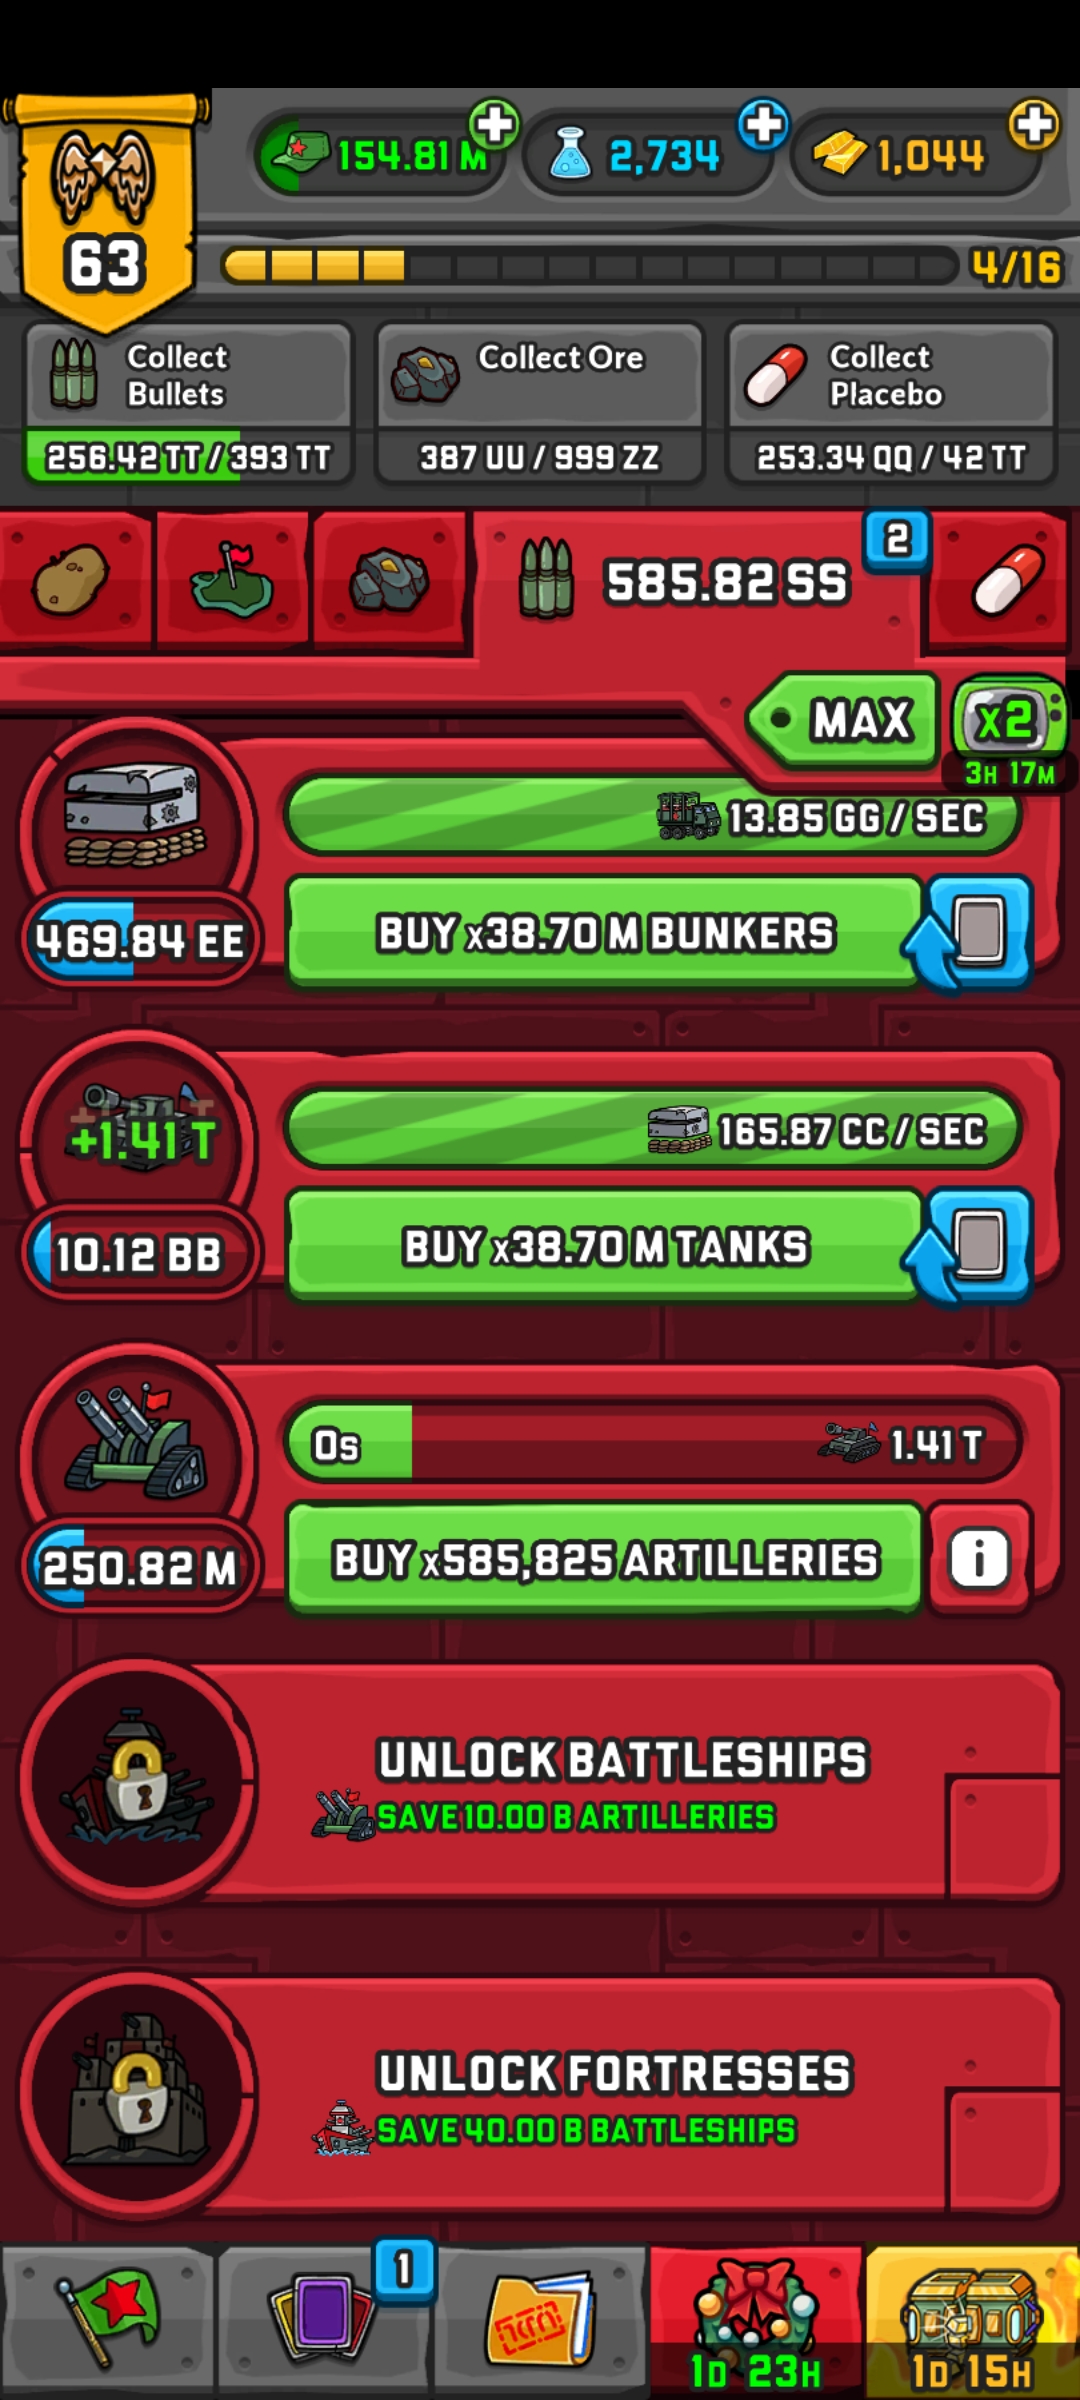 154.81 M
2,734
1,044
63
4/16
Collect
Bullets
256.42 TT / 393 TT
Collect Ore
387 UU / 999 ZZ
Collect
Placebo
253.34 QQ / 42 TT
585.82 SS
2
MAX
x2
3H 17M
13.85 GG / SEC
469.84 EE
BUY x38.70 M BUNKERS
+1.41 T
165.87 CC / SEC
10.12 BB
BUY x38.70 M TANKS
0s
1.41 T
250.82 M
BUY x585,825 ARTILLERIES
i
UNLOCK BATTLESHIPS
SAVE 10.00 B ARTILLERIES
UNLOCK FORTRESSES
SAVE 40.00 B BATTLESHIPS
1
1D 23H
1D 15H